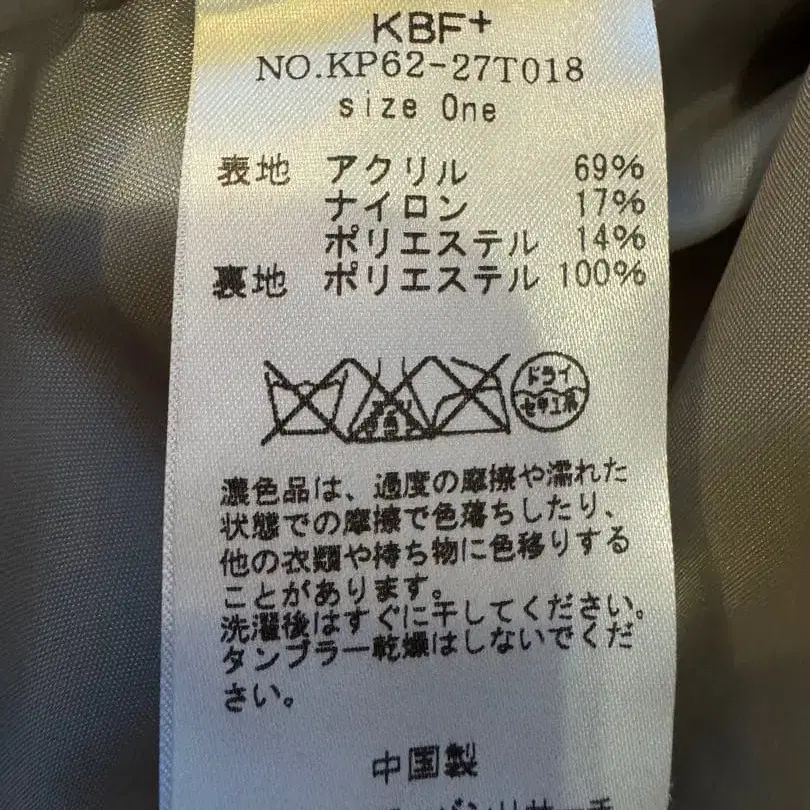 KBF+
NO.KP62-27T018
size One
表地 アクリル 69%
ナイロン 17%
ポリエステル 14%
裏地 ポリエステル 100%
ドライ
セキユ系
濃色品は、過度の摩擦や濡れた
状態での摩擦で色落ちしたり、
他の衣類や持ち物に色移りする
ことがあります。
洗濯後はすぐに干してください。
タンブラー乾燥はしないでくだ
さい。
中国製